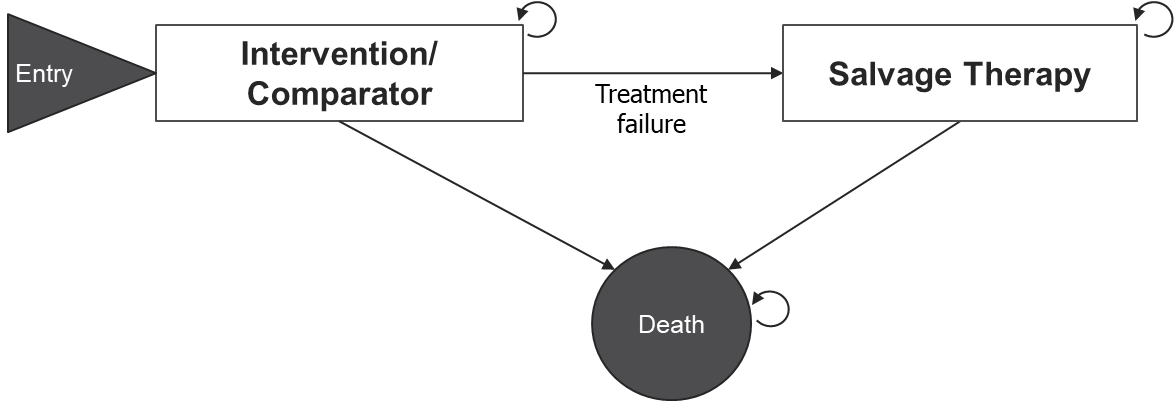 Entry
Intervention/
Comparator
Treatment
failure
Salvage Therapy
Death